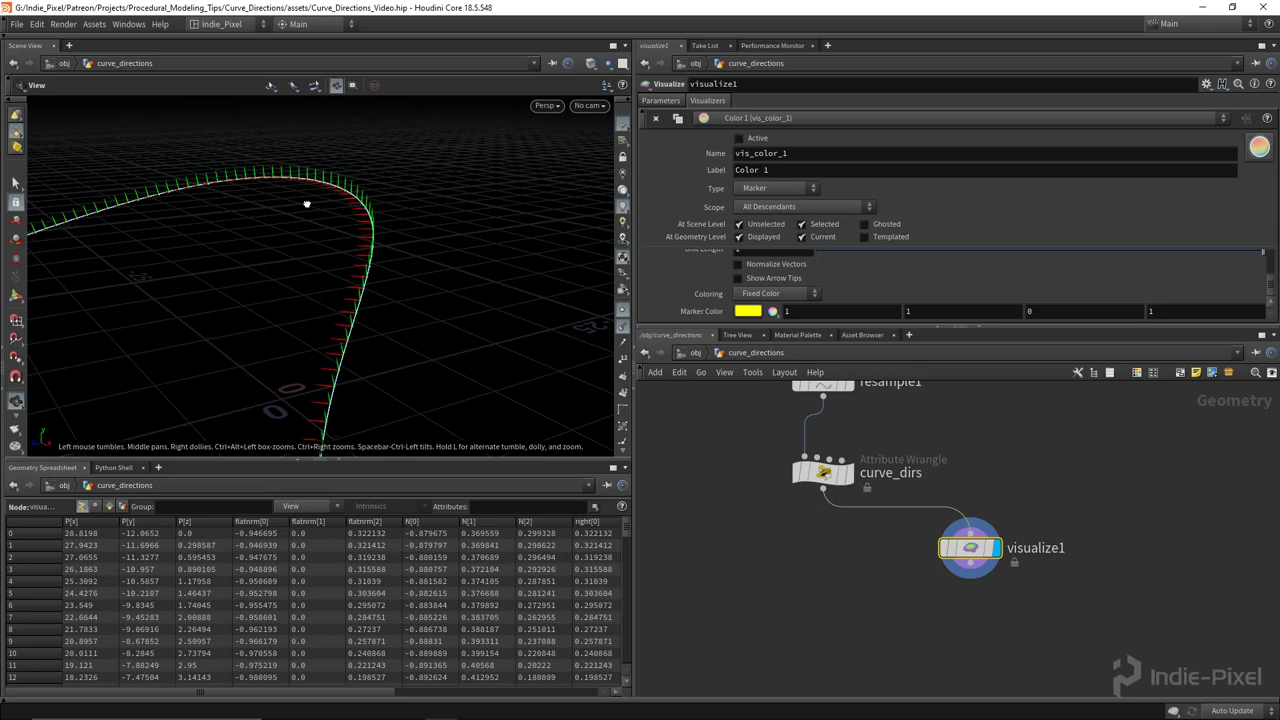 G:/Indie_Pixel/Patreon/Projects/Procedural_Modeling_Tips/Curve_Directions/assets/Curve_Directions_Video.hip - Houdini Core 18.5.548
File Edit Render Assets Windows Help Indie_Pixel Main Main
Scene View
obj curve_directions
View
Persp No cam
Left mouse tumbles. Middle pans. Right dollies. Ctrl+Alt+Left box-zooms. Ctrl+Right zooms. Spacebar-Ctrl-Left tilts. Hold L for alternate tumble, dolly, and zoom.
visualize1 Take List Performance Monitor
obj curve_directions
Visualize visualize1
Parameters Visualizers
Color 1 (vis_color_1)
Active
Name vis_color_1
Label Color 1
Type Marker
Scope All Descendants
At Scene Level Unselected Selected Ghosted
At Geometry Level Displayed Current Templated
Normalize Vectors
Show Arrow Tips
Coloring Fixed Color
Marker Color 1 1 0 1
/obj/curve_directions Tree View Material Palette Asset Browser
obj curve_directions
Add Edit Go View Tools Layout Help
Geometry
resample1
Attribute Wrangle
curve_dirs
visualize1
Indie-Pixel
Auto Update
Geometry Spreadsheet Python Shell
obj curve_directions
Node: visua... Group: View Intrinsics Attributes:
P[x] P[y] P[z] flatnrm[0] flatnrm[1] flatnrm[2] N[0] N[1] N[2] right[0]
0 28.8198 -12.0652 0.0 -0.946695 0.0 0.322132 -0.879675 0.369559 0.299328 0.322132
1 27.9423 -11.6966 0.298587 -0.946939 0.0 0.321412 -0.879797 0.369841 0.298622 0.321412
2 27.0655 -11.3277 0.595453 -0.947675 0.0 0.319238 -0.880159 0.370689 0.296494 0.319238
3 26.1863 -10.957 0.890105 -0.948896 0.0 0.315588 -0.880751 0.372104 0.292926 0.315588
4 25.3092 -10.5857 1.17958 -0.950609 0.0 0.31039 -0.881582 0.374105 0.287851 0.31039
5 24.4276 -10.2107 1.46437 -0.952798 0.0 0.303604 -0.882615 0.376688 0.281241 0.303604
6 23.549 -9.8345 1.74045 -0.955475 0.0 0.295072 -0.883844 0.379892 0.272951 0.295072
7 22.6644 -9.45283 2.00888 -0.958601 0.0 0.284751 -0.885226 0.383705 0.262955 0.284751
8 21.7833 -9.06916 2.26494 -0.962193 0.0 0.27237 -0.886738 0.388187 0.251011 0.27237
9 20.8957 -8.67852 2.50957 -0.966179 0.0 0.257871 -0.88831 0.393311 0.237088 0.257871
10 20.0111 -8.2845 2.73794 -0.970558 0.0 0.240868 -0.889889 0.399154 0.220848 0.240868
11 19.121 -7.88249 2.95 -0.975219 0.0 0.221243 -0.891365 0.40568 0.20222 0.221243
12 18.2326 -7.47504 3.14143 -0.980095 0.0 0.198527 -0.892624 0.412952 0.180809 0.198527